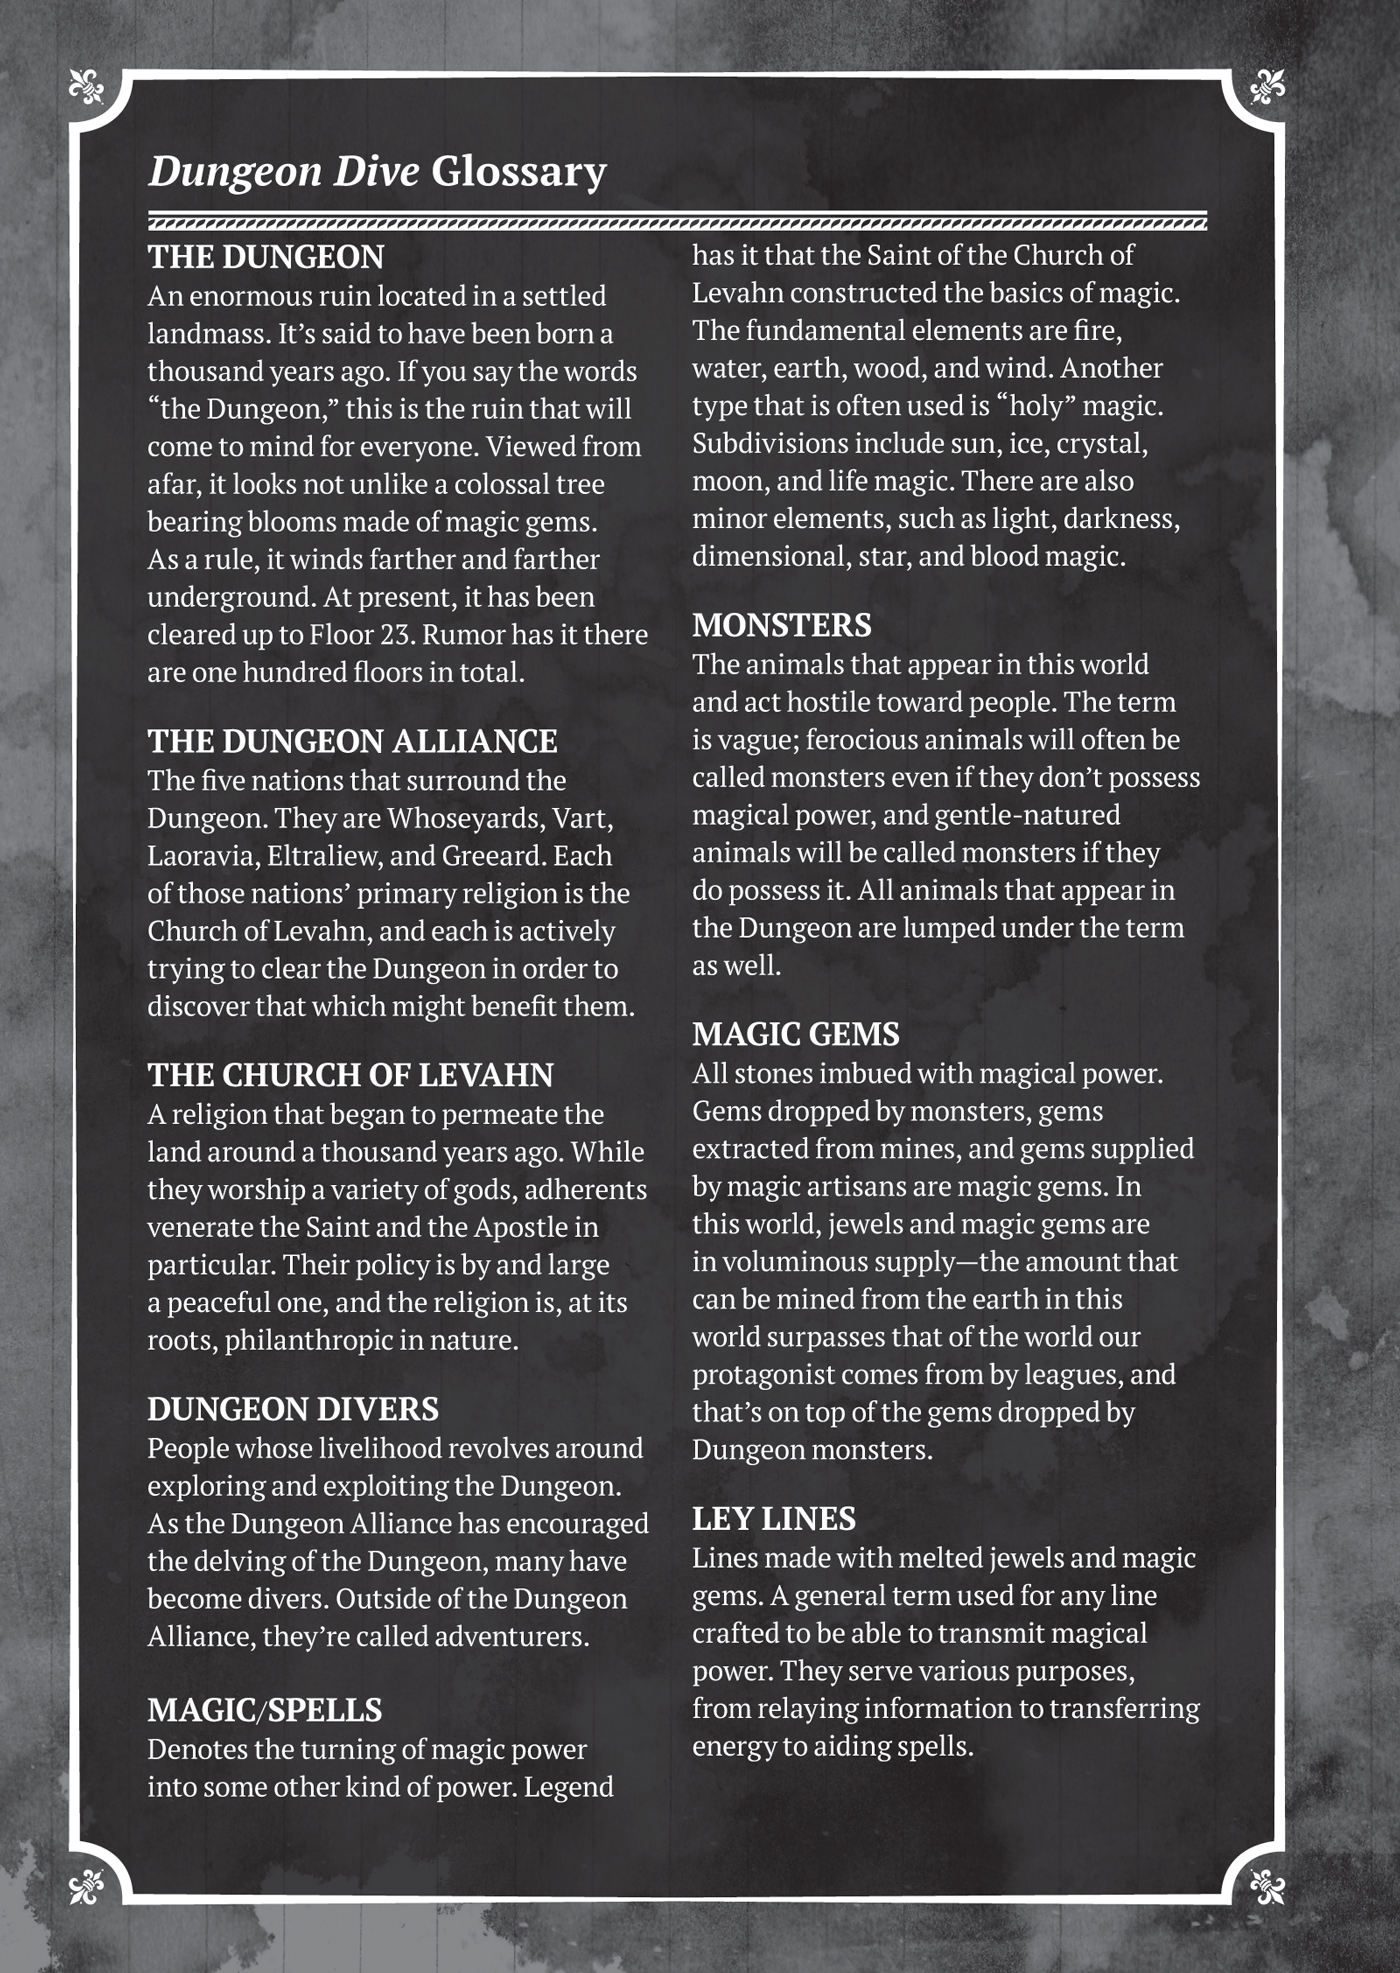 Dungeon Dive Glossary
THE DUNGEON
An enormous ruin located in a settled
landmass. It’s said to have been born a
thousand years ago. If you say the words
“the Dungeon,” this is the ruin that will
come to mind for everyone. Viewed from
afar, it looks not unlike a colossal tree
bearing blooms made of magic gems.
As a rule, it winds farther and farther
underground. At present, it has been
cleared up to Floor 23. Rumor has it there
are one hundred floors in total.
THE DUNGEON ALLIANCE
The five nations that surround the
Dungeon. They are Whoseyards, Vart,
Laoravia, Eltraliew, and Greeard. Each
of those nations’ primary religion is the
Church of Levahn, and each is actively
trying to clear the Dungeon in order to
discover that which might benefit them.
THE CHURCH OF LEVAHN
A religion that began to permeate the
land around a thousand years ago. While
they worship a variety of gods, adherents
venerate the Saint and the Apostle in
particular. Their policy is by and large
a peaceful one, and the religion is, at its
roots, philanthropic in nature.
DUNGEON DIVERS
People whose livelihood revolves around
exploring and exploiting the Dungeon.
As the Dungeon Alliance has encouraged
the delving of the Dungeon, many have
become divers. Outside of the Dungeon
Alliance, they’re called adventurers.
MAGIC/SPELLS
Denotes the turning of magic power
into some other kind of power. Legend
has it that the Saint of the Church of
Levahn constructed the basics of magic.
The fundamental elements are fire,
water, earth, wood, and wind. Another
type that is often used is “holy” magic.
Subdivisions include sun, ice, crystal,
moon, and life magic. There are also
minor elements, such as light, darkness,
dimensional, star, and blood magic.
MONSTERS
The animals that appear in this world
and act hostile toward people. The term
is vague; ferocious animals will often be
called monsters even if they don’t possess
magical power, and gentle-natured
animals will be called monsters if they
do possess it. All animals that appear in
the Dungeon are lumped under the term
as well.
MAGIC GEMS
All stones imbued with magical power.
Gems dropped by monsters, gems
extracted from mines, and gems supplied
by magic artisans are magic gems. In
this world, jewels and magic gems are
in voluminous supply—the amount that
can be mined from the earth in this
world surpasses that of the world our
protagonist comes from by leagues, and
that’s on top of the gems dropped by
Dungeon monsters.
LEY LINES
Lines made with melted jewels and magic
gems. A general term used for any line
crafted to be able to transmit magical
power. They serve various purposes,
from relaying information to transferring
energy to aiding spells.